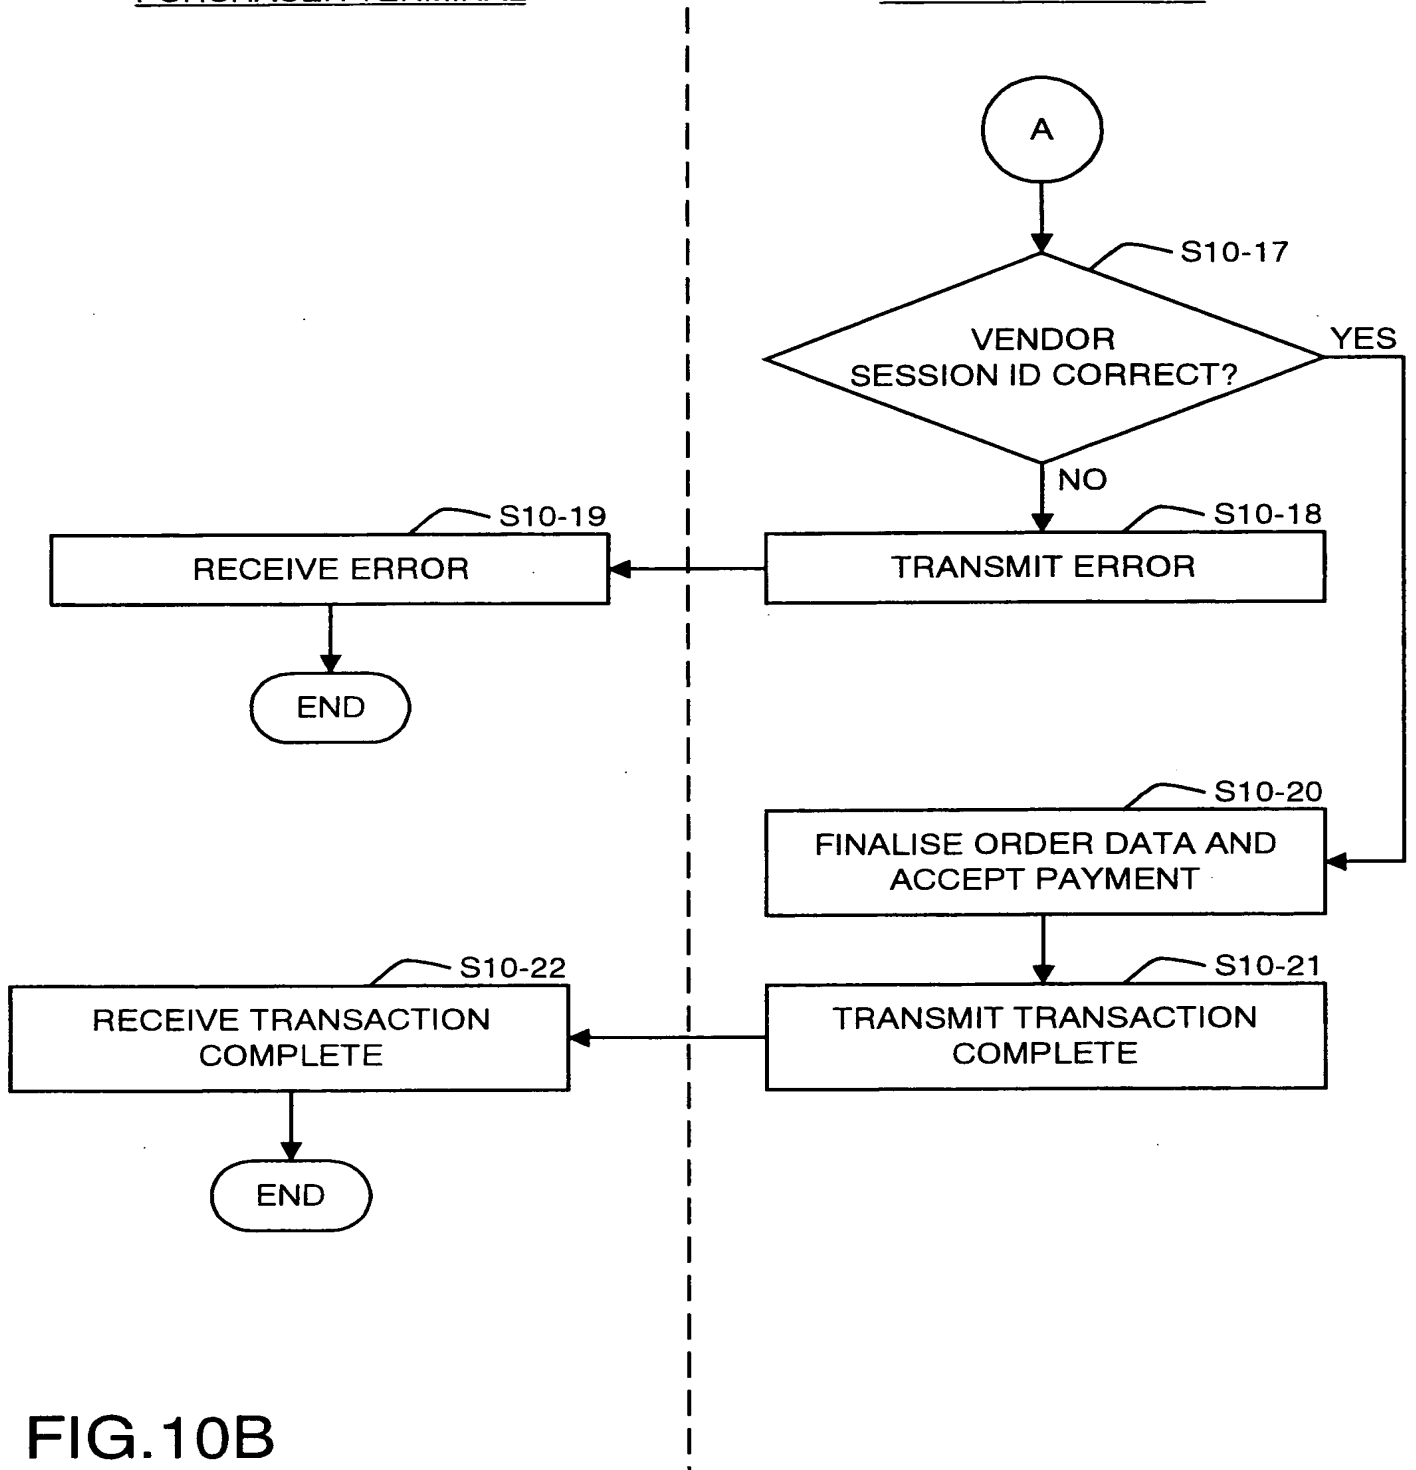 A
S10-17
VENDOR
SESSION ID CORRECT?
YES
NO
S10-19
S10-18
RECEIVE ERROR
TRANSMIT ERROR
END
S10-20
FINALISE ORDER DATA AND
ACCEPT PAYMENT
S10-22
S10-21
RECEIVE TRANSACTION
COMPLETE
TRANSMIT TRANSACTION
COMPLETE
END
FIG.10B